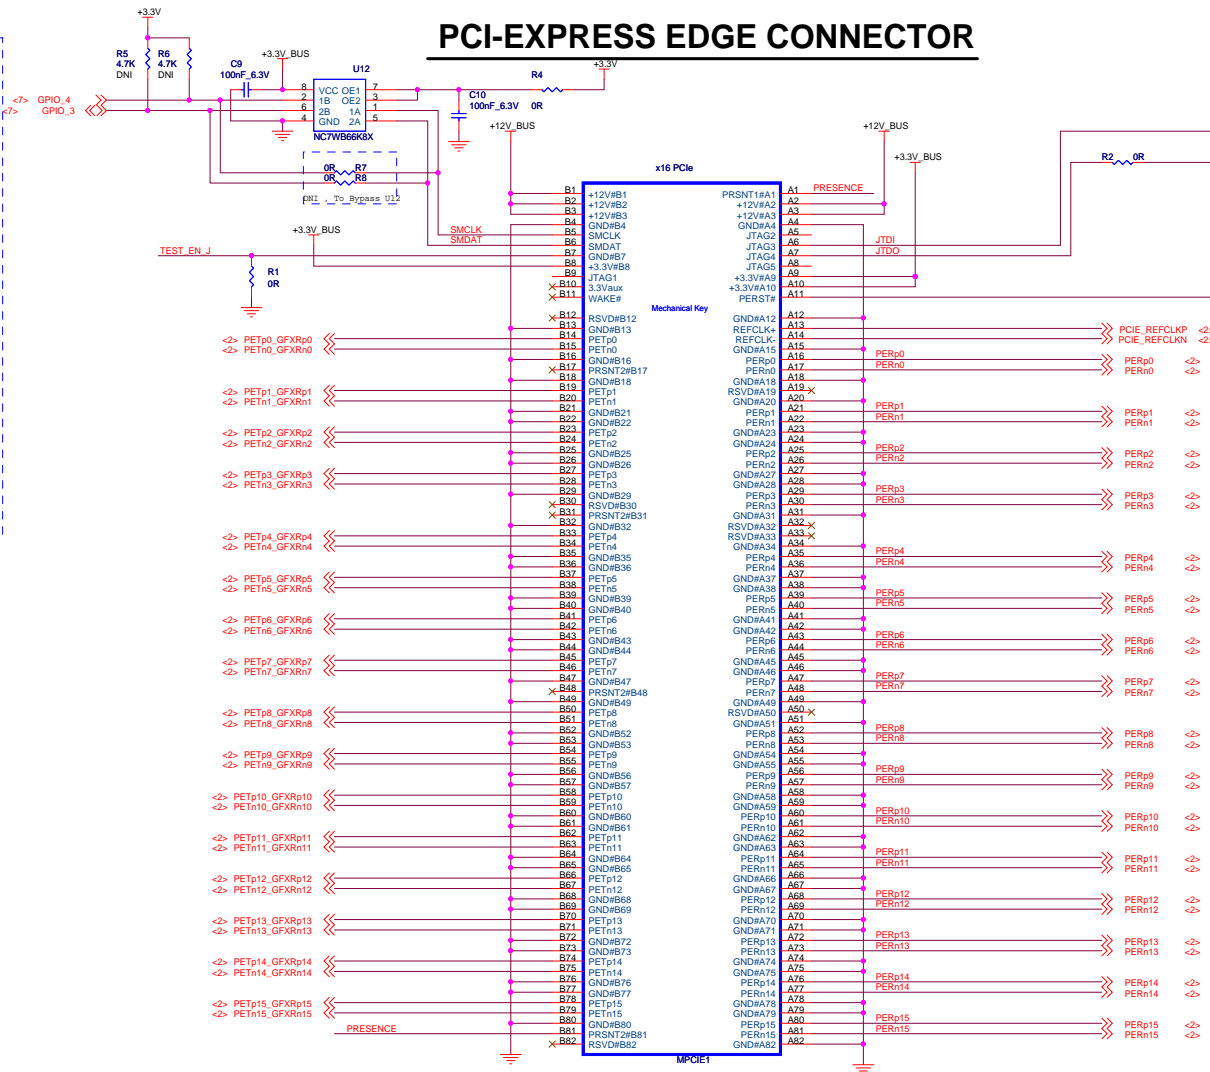 PCI-EXPRESS EDGE CONNECTOR
+3.3V
R5
4.7K
DNI
R6
4.7K
DNI
+3.3V_BUS
C9
100nF_6.3V
U12
8 VCC OE1 7
2 1B OE2 3
6 2B 1A 1
4 GND 2A 5
NC7WB66K8X
R4
0R
+3.3V
C10
100nF_6.3V
<7> GPIO_4
<7> GPIO_3
0R R7
0R R8
DNI , To Bypass U12
+12V_BUS
+12V_BUS
+3.3V_BUS
R2 0R
x16 PCIe
SMCLK
SMDAT
+3.3V_BUS
TEST_EN_J
R1
0R
PRESENCE
JTDI
JTDO
Mechanical Key
B1 +12V#B1 PRSNT1#A1 A1
B2 +12V#B2 +12V#A2 A2
B3 +12V#B3 +12V#A3 A3
B4 GND#B4 GND#A4 A4
B5 SMCLK JTAG2 A5
B6 SMDAT JTAG3 A6
B7 GND#B7 JTAG4 A7
B8 +3.3V#B8 JTAG5 A8
B9 JTAG1 +3.3V#A9 A9
B10 3.3Vaux +3.3V#A10 A10
B11 WAKE# PERST# A11
B12 RSVD#B12 GND#A12 A12
B13 GND#B13 REFCLK+ A13 PCIE_REFCLKP
<2> PETp0_GFXRp0 B14 PETp0 REFCLK- A14 PCIE_REFCLKN
<2> PETn0_GFXRn0 B15 PETn0 GND#A15 A15
B16 GND#B16 PERp0 A16 PERp0 PERp0 <2>
B17 PRSNT2#B17 PERn0 A17 PERn0 PERn0 <2>
B18 GND#B18 GND#A18 A18
<2> PETp1_GFXRp1 B19 PETp1 RSVD#A19 A19
<2> PETn1_GFXRn1 B20 PETn1 GND#A20 A20
B21 GND#B21 PERp1 A21 PERp1 PERp1 <2>
B22 GND#B22 PERn1 A22 PERn1 PERn1 <2>
<2> PETp2_GFXRp2 B23 PETp2 GND#A23 A23
<2> PETn2_GFXRn2 B24 PETn2 GND#A24 A24
B25 GND#B25 PERp2 A25 PERp2 PERp2 <2>
B26 GND#B26 PERn2 A26 PERn2 PERn2 <2>
<2> PETp3_GFXRp3 B27 PETp3 GND#A27 A27
<2> PETn3_GFXRn3 B28 PETn3 GND#A28 A28
B29 GND#B29 PERp3 A29 PERp3 PERp3 <2>
B30 RSVD#B30 PERn3 A30 PERn3 PERn3 <2>
B31 PRSNT2#B31 GND#A31 A31
B32 GND#B32 RSVD#A32 A32
<2> PETp4_GFXRp4 B33 PETp4 RSVD#A33 A33
<2> PETn4_GFXRn4 B34 PETn4 GND#A34 A34
B35 GND#B35 PERp4 A35 PERp4 PERp4 <2>
B36 GND#B36 PERn4 A36 PERn4 PERn4 <2>
<2> PETp5_GFXRp5 B37 PETp5 GND#A37 A37
<2> PETn5_GFXRn5 B38 PETn5 GND#A38 A38
B39 GND#B39 PERp5 A39 PERp5 PERp5 <2>
B40 GND#B40 PERn5 A40 PERn5 PERn5 <2>
<2> PETp6_GFXRp6 B41 PETp6 GND#A41 A41
<2> PETn6_GFXRn6 B42 PETn6 GND#A42 A42
B43 GND#B43 PERp6 A43 PERp6 PERp6 <2>
B44 GND#B44 PERn6 A44 PERn6 PERn6 <2>
<2> PETp7_GFXRp7 B45 PETp7 GND#A45 A45
<2> PETn7_GFXRn7 B46 PETn7 GND#A46 A46
B47 GND#B47 PERp7 A47 PERp7 PERp7 <2>
B48 PRSNT2#B48 PERn7 A48 PERn7 PERn7 <2>
B49 GND#B49 GND#A49 A49
<2> PETp8_GFXRp8 B50 PETp8 RSVD#A50 A50
<2> PETn8_GFXRn8 B51 PETn8 GND#A51 A51
B52 GND#B52 PERp8 A52 PERp8 PERp8 <2>
B53 GND#B53 PERn8 A53 PERn8 PERn8 <2>
<2> PETp9_GFXRp9 B54 PETp9 GND#A54 A54
<2> PETn9_GFXRn9 B55 PETn9 GND#A55 A55
B56 GND#B56 PERp9 A56 PERp9 PERp9 <2>
B57 GND#B57 PERn9 A57 PERn9 PERn9 <2>
<2> PETp10_GFXRp10 B58 PETp10 GND#A58 A58
<2> PETn10_GFXRn10 B59 PETn10 GND#A59 A59
B60 GND#B60 PERp10 A60 PERp10 PERp10 <2>
B61 GND#B61 PERn10 A61 PERn10 PERn10 <2>
<2> PETp11_GFXRp11 B62 PETp11 GND#A62 A62
<2> PETn11_GFXRn11 B63 PETn11 GND#A63 A63
B64 GND#B64 PERp11 A64 PERp11 PERp11 <2>
B65 GND#B65 PERn11 A65 PERn11 PERn11 <2>
<2> PETp12_GFXRp12 B66 PETp12 GND#A66 A66
<2> PETn12_GFXRn12 B67 PETn12 GND#A67 A67
B68 GND#B68 PERp12 A68 PERp12 PERp12 <2>
B69 GND#B69 PERn12 A69 PERn12 PERn12 <2>
<2> PETp13_GFXRp13 B70 PETp13 GND#A70 A70
<2> PETn13_GFXRn13 B71 PETn13 GND#A71 A71
B72 GND#B72 PERp13 A72 PERp13 PERp13 <2>
B73 GND#B73 PERn13 A73 PERn13 PERn13 <2>
<2> PETp14_GFXRp14 B74 PETp14 GND#A74 A74
<2> PETn14_GFXRn14 B75 PETn14 GND#A75 A75
B76 GND#B76 PERp14 A76 PERp14 PERp14 <2>
B77 GND#B77 PERn14 A77 PERn14 PERn14 <2>
<2> PETp15_GFXRp15 B78 PETp15 GND#A78 A78
<2> PETn15_GFXRn15 B79 PETn15 GND#A79 A79
B80 GND#B80 PERp15 A80 PERp15 PERp15 <2>
PRESENCE B81 PRSNT2#B81 PERn15 A81 PERn15 PERn15 <2>
B82 RSVD#B82 GND#A82 A82
MPCIE1